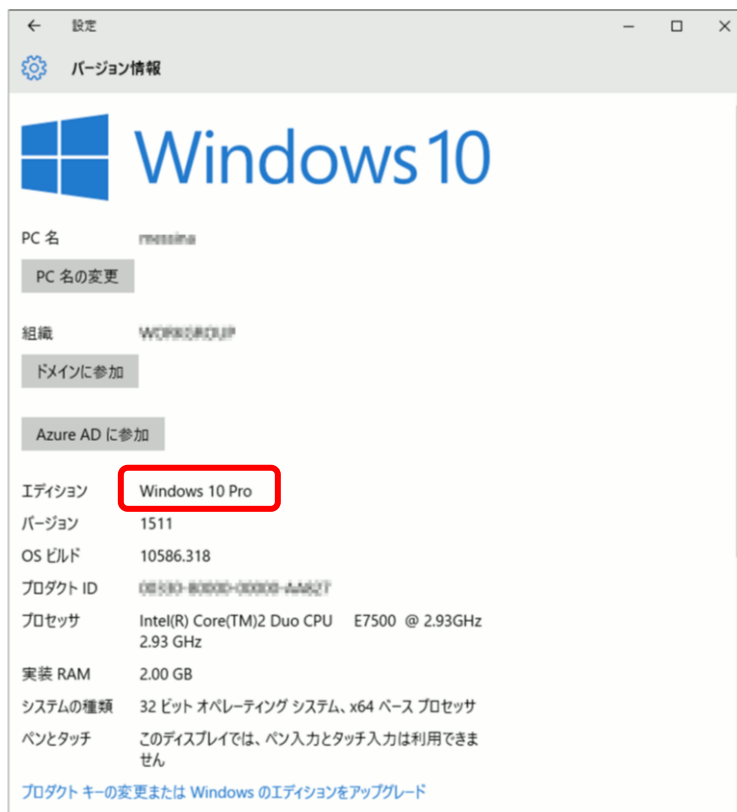 設定
バージョン情報
Windows 10
PC 名
PC 名の変更
組織 WORKGROUP
ドメインに参加
Azure AD に参加
エディション Windows 10 Pro
バージョン 1511
OS ビルド 10586.318
プロダクト ID
プロセッサ Intel(R) Core(TM)2 Duo CPU E7500 @ 2.93GHz
2.93 GHz
実装 RAM 2.00 GB
システムの種類 32 ビット オペレーティング システム、x64 ベース プロセッサ
ペンとタッチ このディスプレイでは、ペン入力とタッチ入力は利用できま
せん
プロダクト キーの変更または Windows のエディションをアップグレード